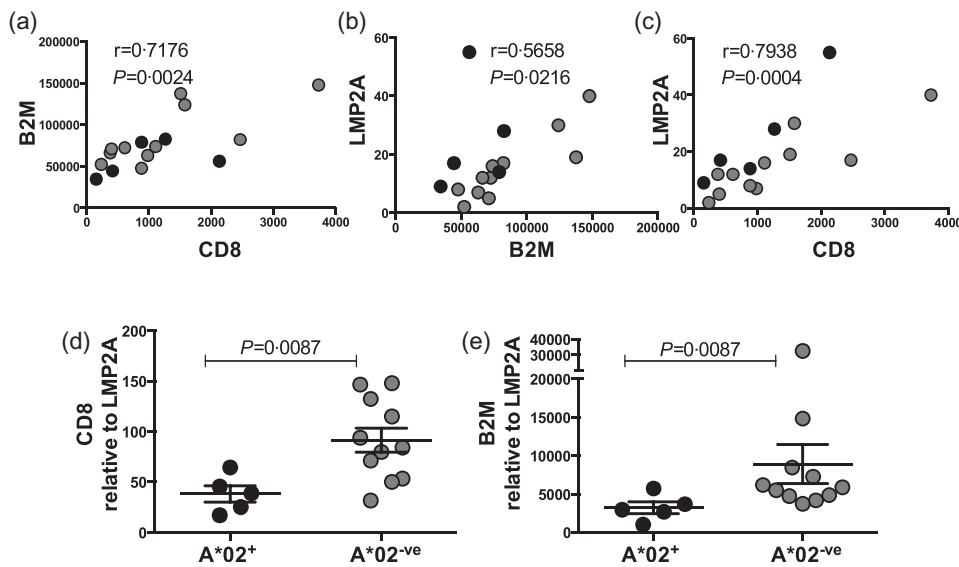 (a)
r=0·7176
P=0·0024
B2M
200000
150000
100000
50000
0
0 1000 2000 3000 4000
CD8
(b)
r=0·5658
P=0·0216
LMP2A
60
40
20
0
0 50000 100000 150000 200000
B2M
(c)
r=0·7938
P=0·0004
LMP2A
60
40
20
0
0 1000 2000 3000 4000
CD8
(d)
P=0·0087
CD8
relative to LMP2A
200
150
100
50
0
A*02+ A*02-ve
(e)
P=0·0087
B2M
relative to LMP2A
40000
30000
20000
15000
10000
5000
0
A*02+ A*02-ve